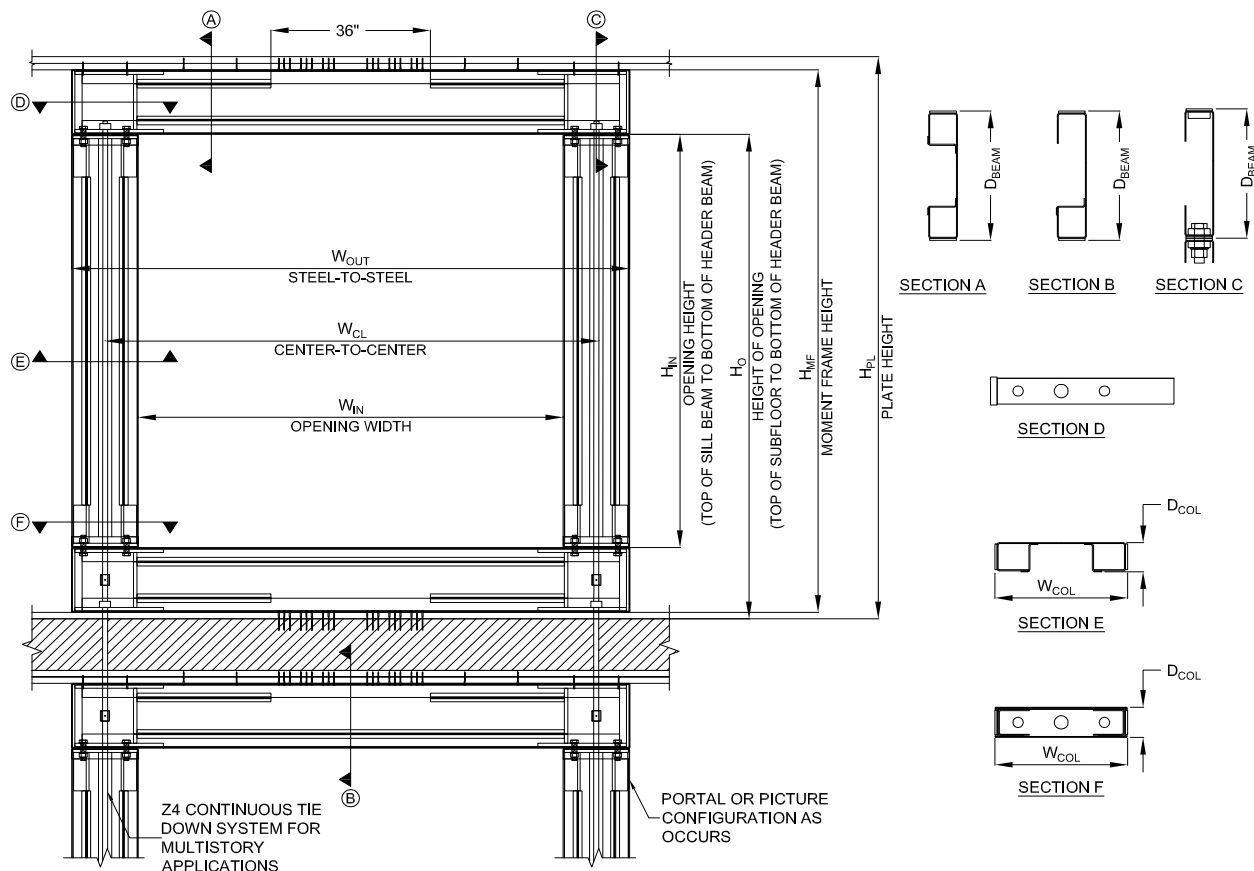 A
C
36"
D
W_OUT
STEEL-TO-STEEL
W_CL
CENTER-TO-CENTER
E
W_IN
OPENING WIDTH
F
H_IN
OPENING HEIGHT
(TOP OF SILL BEAM TO BOTTOM OF HEADER BEAM)
H_O
HEIGHT OF OPENING
(TOP OF SUBFLOOR TO BOTTOM OF HEADER BEAM)
H_MF
MOMENT FRAME HEIGHT
H_PL
PLATE HEIGHT
B
Z4 CONTINUOUS TIE
DOWN SYSTEM FOR
MULTISTORY
APPLICATIONS
PORTAL OR PICTURE
CONFIGURATION AS
OCCURS
D_BEAM
D_BEAM
D_BEAM
SECTION A
SECTION B
SECTION C
SECTION D
D_COL
W_COL
SECTION E
D_COL
W_COL
SECTION F